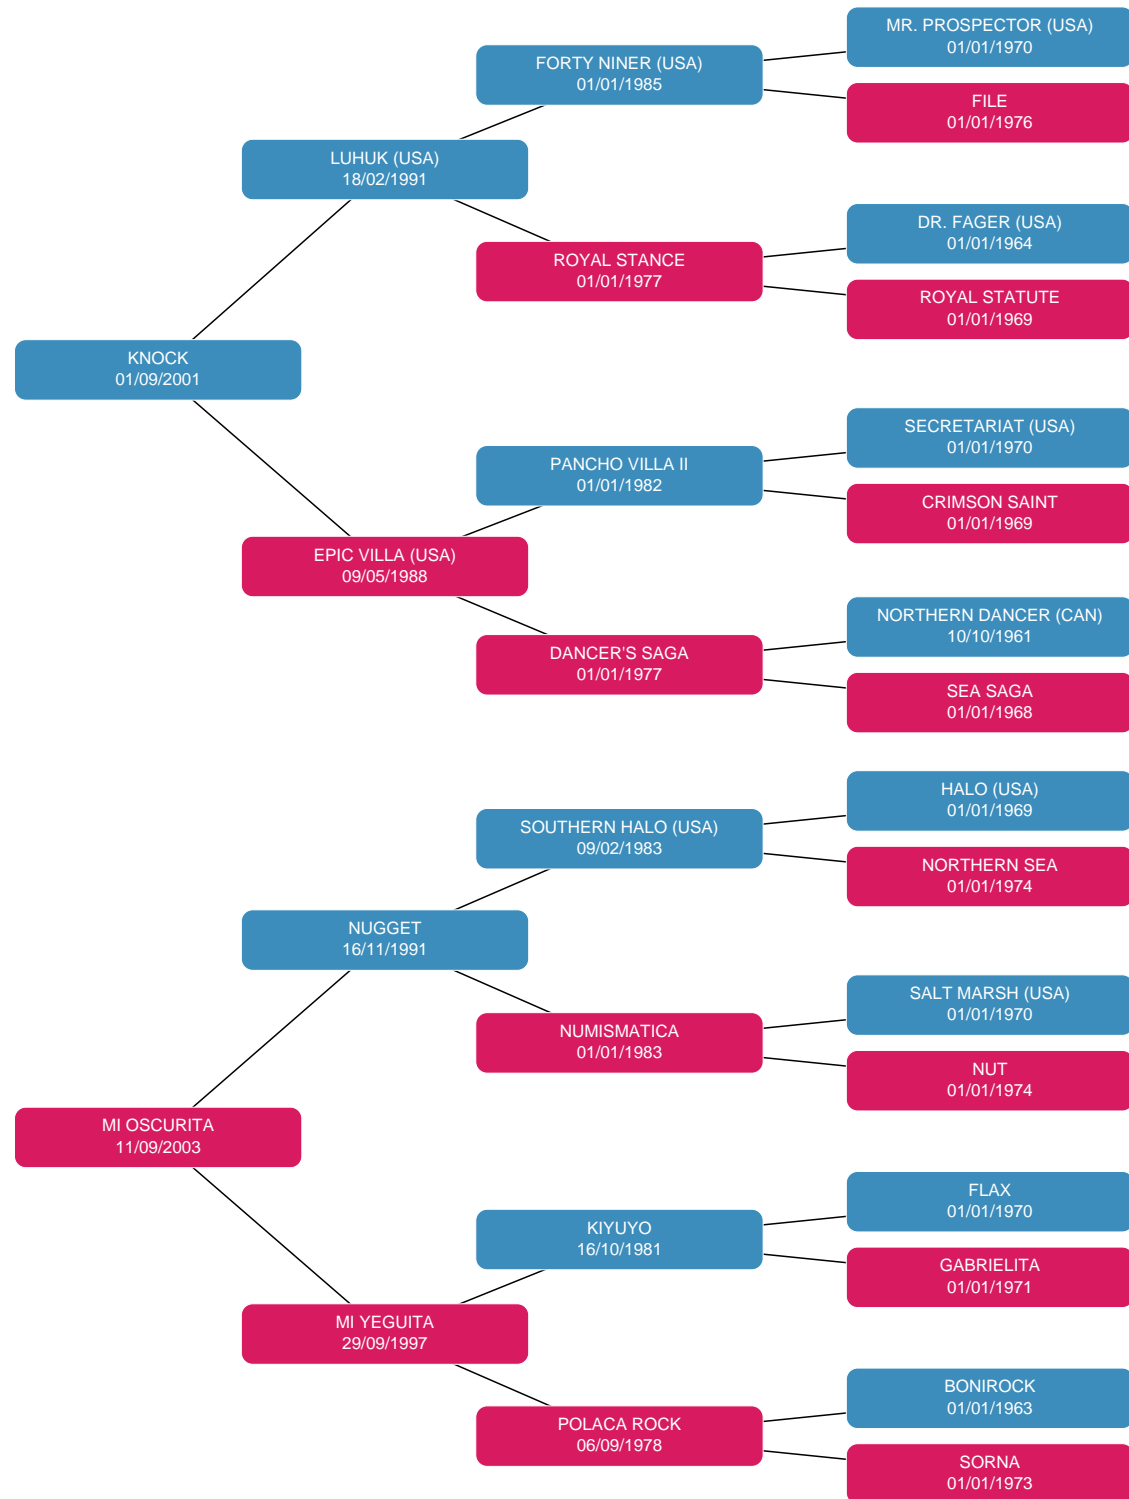 MR. PROSPECTOR (USA)
01/01/1970
FORTY NINER (USA)
01/01/1985
FILE
01/01/1976
LUHUK (USA)
18/02/1991
DR. FAGER (USA)
01/01/1964
ROYAL STANCE
01/01/1977
ROYAL STATUTE
01/01/1969
KNOCK
01/09/2001
SECRETARIAT (USA)
01/01/1970
PANCHO VILLA II
01/01/1982
CRIMSON SAINT
01/01/1969
EPIC VILLA (USA)
09/05/1988
NORTHERN DANCER (CAN)
10/10/1961
DANCER'S SAGA
01/01/1977
SEA SAGA
01/01/1968
HALO (USA)
01/01/1969
SOUTHERN HALO (USA)
09/02/1983
NORTHERN SEA
01/01/1974
NUGGET
16/11/1991
SALT MARSH (USA)
01/01/1970
NUMISMATICA
01/01/1983
NUT
01/01/1974
MI OSCURITA
11/09/2003
FLAX
01/01/1970
KIYUYO
16/10/1981
GABRIELITA
01/01/1971
MI YEGUITA
29/09/1997
BONIROCK
01/01/1963
POLACA ROCK
06/09/1978
SORNA
01/01/1973